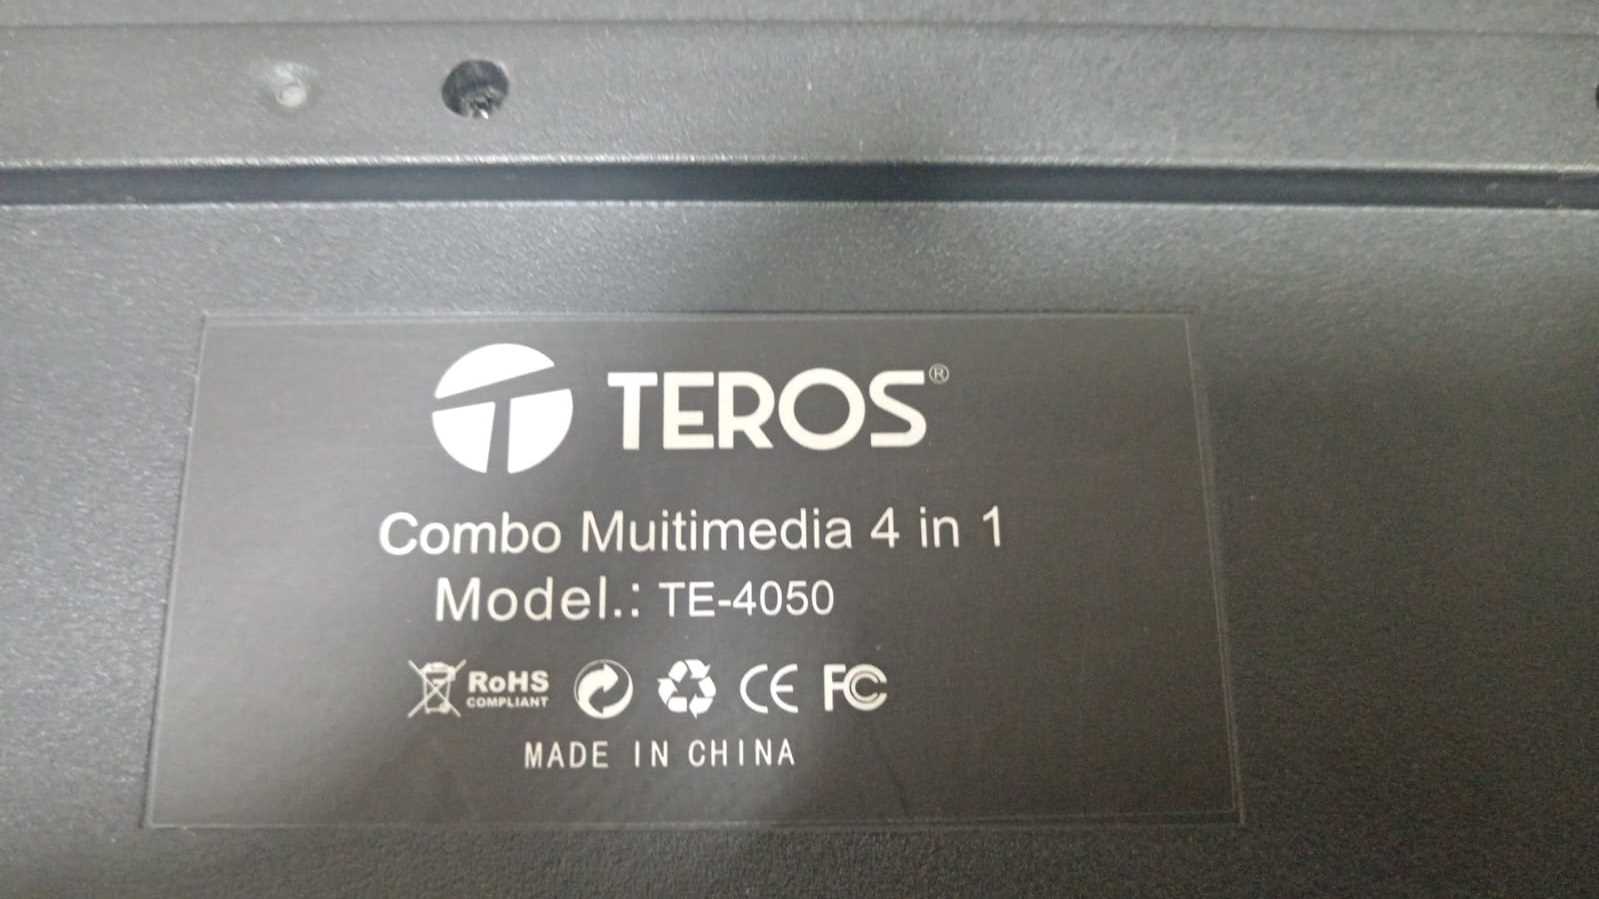 TEROS®
Combo Muitimedia 4 in 1
Model.: TE-4050
RoHS
COMPLIANT
CE FC
MADE IN CHINA